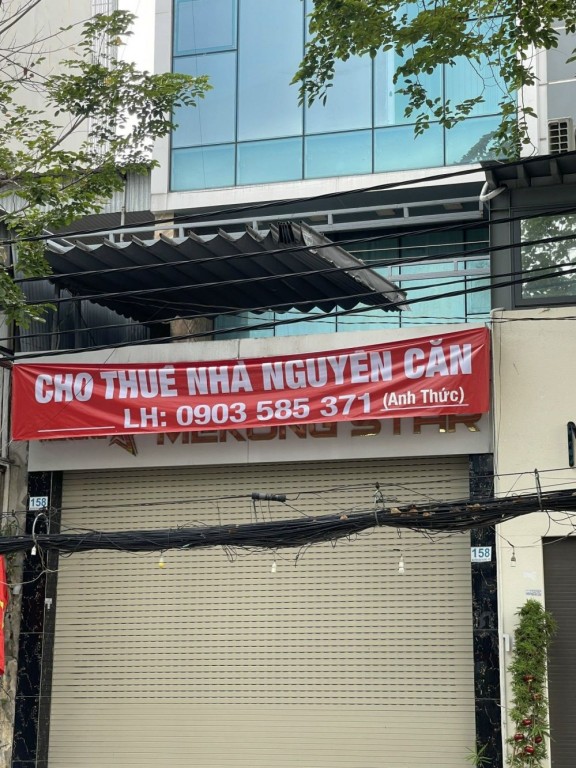 CHO THUÊ NHÀ NGUYÊN CĂN
LH: 0903 585 371 (Anh Thức)
MEKONG STAR
158
158